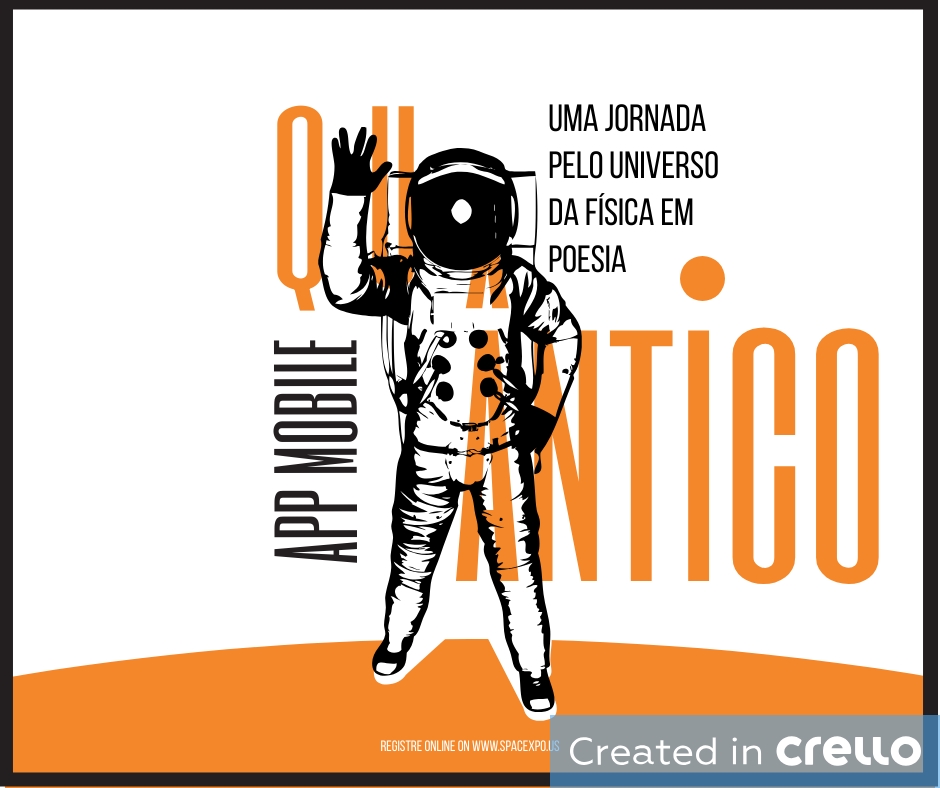 QU
UMA JORNADA
PELO UNIVERSO
DA FÍSICA EM
POESIA
ÂNTICO
APP MOBILE
REGISTRE ONLINE ON WWW.SPACEXPO.US
Created in crello